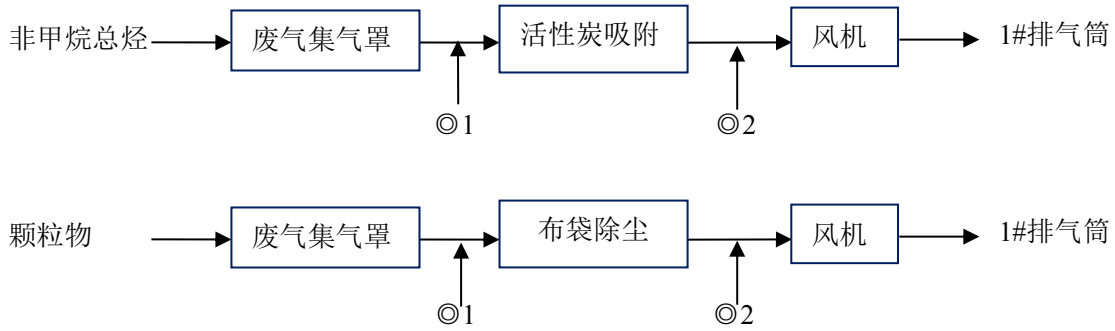 非甲烷总烃 废气集气罩 活性炭吸附 风机 1#排气筒
◎1 ◎2
颗粒物 废气集气罩 布袋除尘 风机 1#排气筒
◎1 ◎2